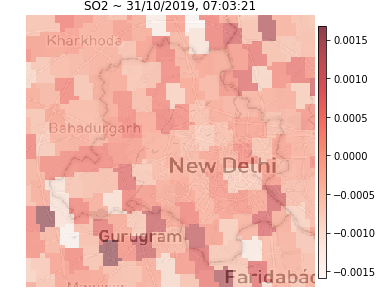 SO2 ~ 31/10/2019, 07:03:21
Kharkhoda
Bahadurgarh
New Delhi
Gurugram
Faridabad
0.0015
0.0010
0.0005
0.0000
−0.0005
−0.0010
−0.0015